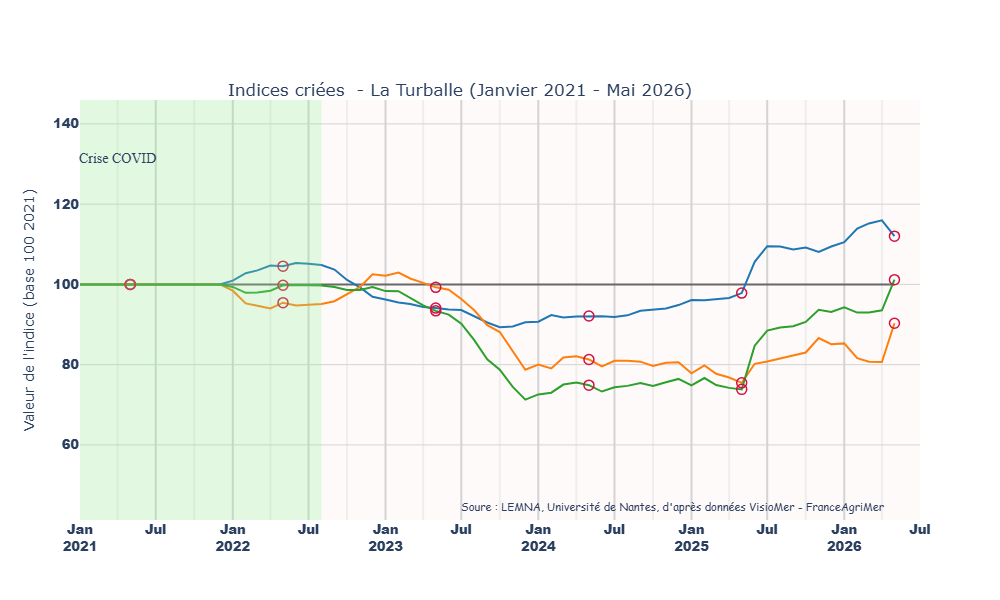 Indices criées  - La Turballe (Janvier 2021 - Mai 2026)
Valeur de l'indice (base 100 2021)
140
120
100
80
60
Crise COVID
Soure : LEMNA, Université de Nantes, d'après données VisioMer - FranceAgriMer
Jan Jul Jan Jul Jan Jul Jan Jul Jan Jul Jan Jul
2021 2022 2023 2024 2025 2026